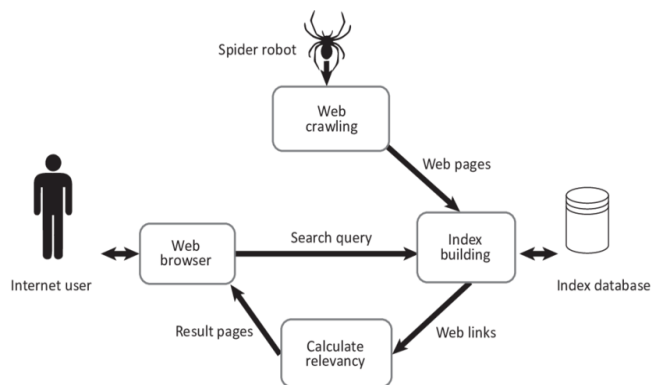 Spider robot
Web
crawling
Web pages
Web
browser
Search query
Index
building
Internet user
Index database
Result pages
Web links
Calculate
relevancy